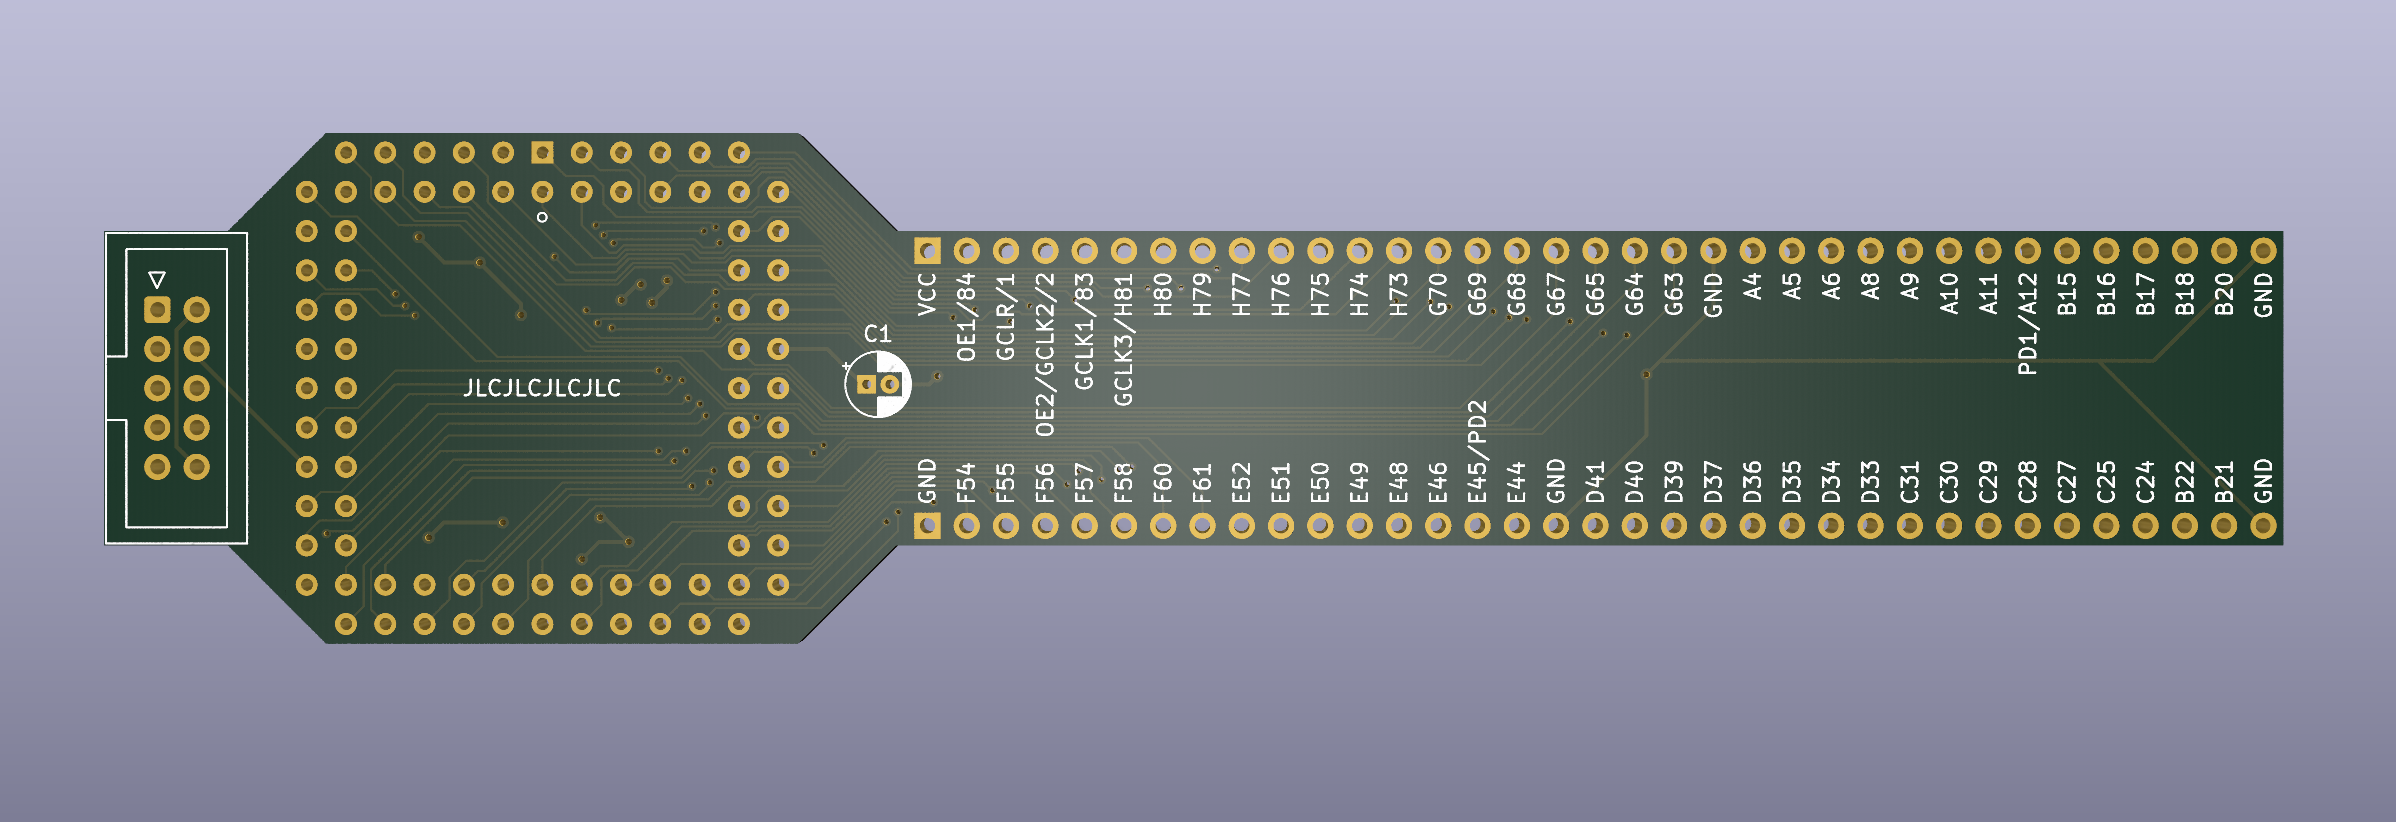 C1
+
JLCJLCJLCJLC
VCC
OE1/84
GCLR/1
OE2/GCLK2/2
GCLK1/83
GCLK3/H81
H80
H79
H77
H76
H75
H74
H73
G70
G69
G68
G67
G65
G64
G63
GND
A4
A5
A6
A8
A9
A10
A11
PD1/A12
B15
B16
B17
B18
B20
GND
GND
F54
F55
F56
F57
F58
F60
F61
E52
E51
E50
E49
E48
E46
E45/PD2
E44
GND
D41
D40
D39
D37
D36
D35
D34
D33
C31
C30
C29
C28
C27
C25
C24
B22
B21
GND